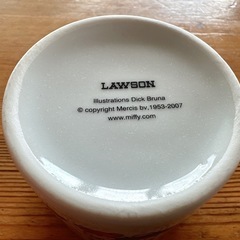 LAWSON
Illustrations Dick Bruna
© copyright Mercis bv,1953-2007
www.miffy.com